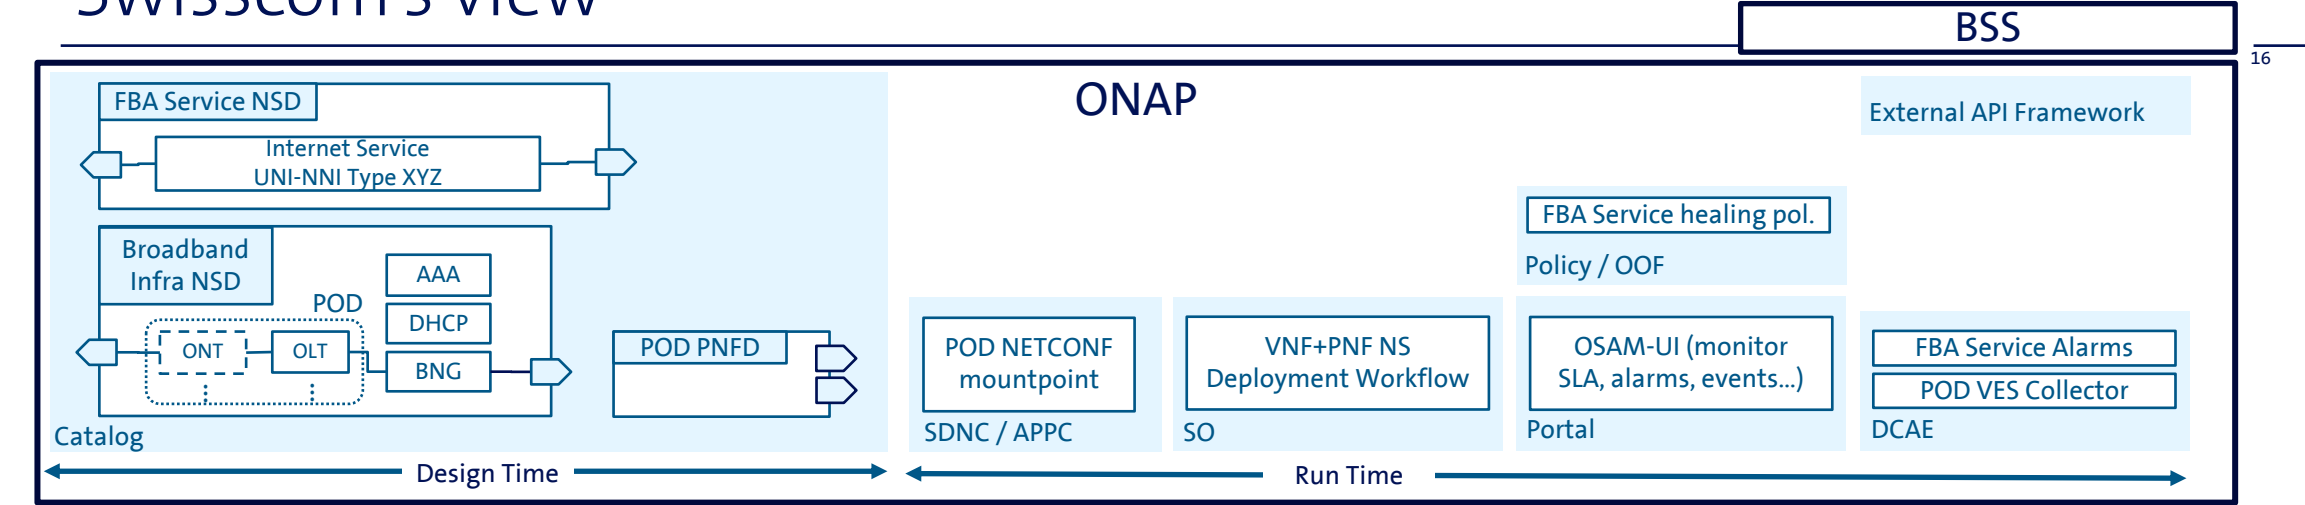 Swisscom's view
BSS
16
ONAP
FBA Service NSD
Internet Service
UNI-NNI Type XYZ
Broadband
Infra NSD
POD
AAA
DHCP
BNG
ONT
OLT
POD PNFD
Catalog
Design Time
External API Framework
FBA Service healing pol.
Policy / OOF
POD NETCONF
mountpoint
SDNC / APPC
VNF+PNF NS
Deployment Workflow
SO
OSAM-UI (monitor
SLA, alarms, events...)
Portal
FBA Service Alarms
POD VES Collector
DCAE
Run Time